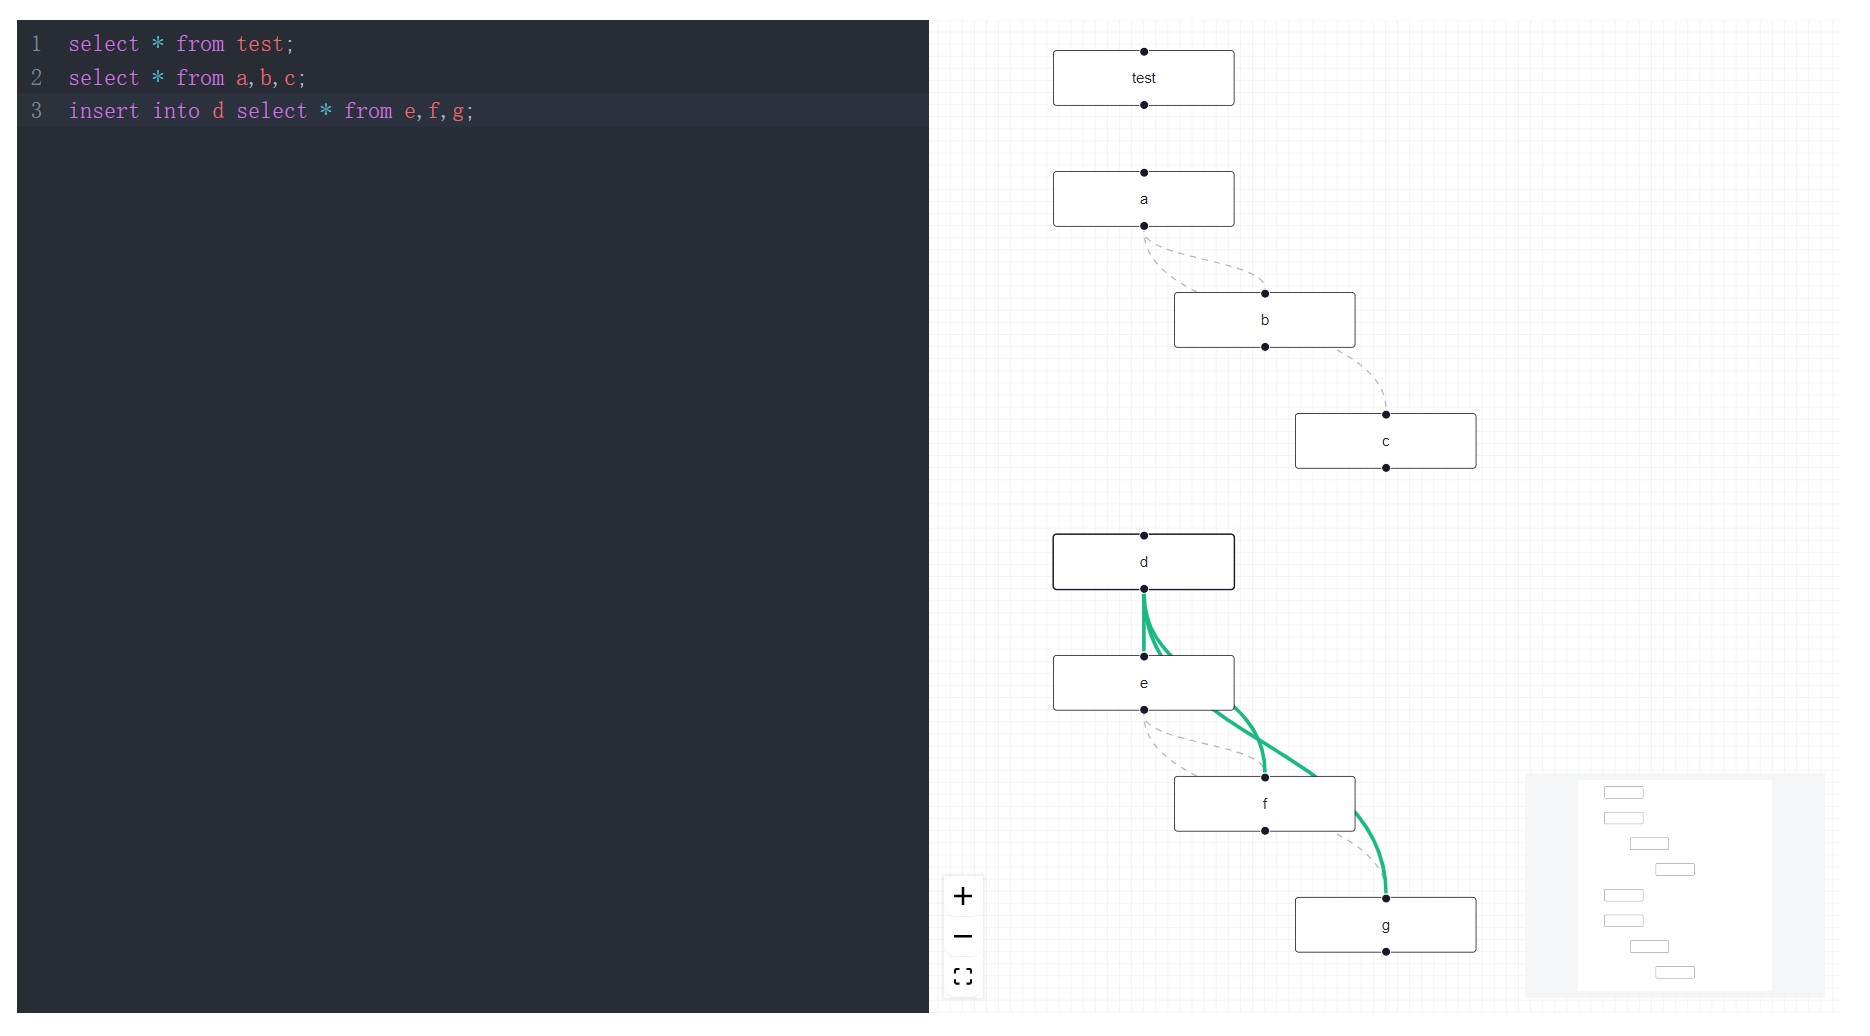 1 select * from test;
2 select * from a,b,c;
3 insert into d select * from e,f,g;
test
a
b
c
d
e
f
g